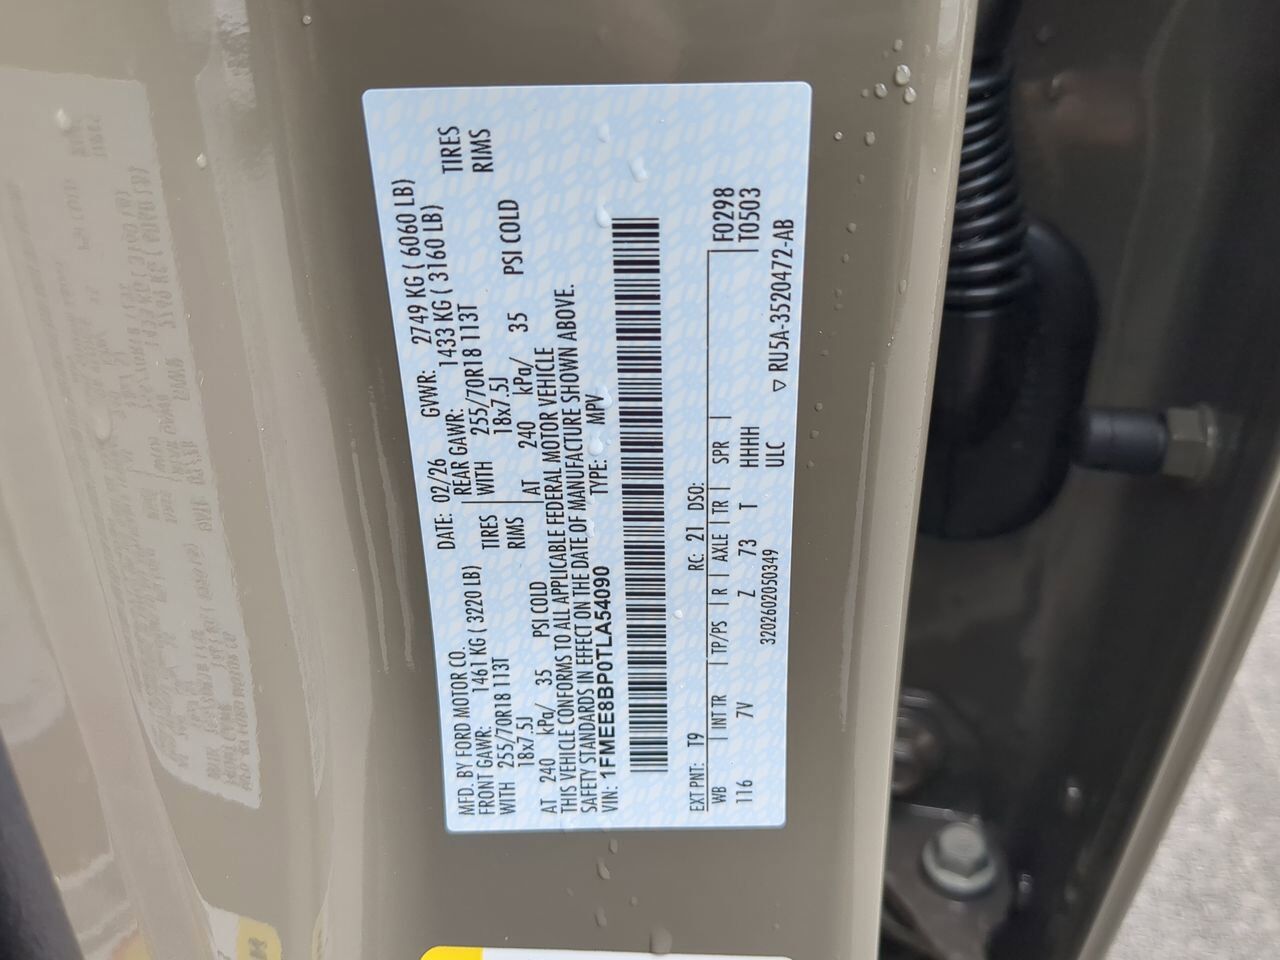 MFD. BY FORD MOTOR CO.
DATE: 02/26 GVWR: 2749 KG ( 6060 LB)
FRONT GAWR: 1461 KG ( 3220 LB)
REAR GAWR: 1433 KG ( 3160 LB)
WITH 255/70R18 113T TIRES
WITH 255/70R18 113T TIRES
18x7.5J RIMS
18x7.5J RIMS
AT 240 kPa/ 35 PSI COLD
AT 240 kPa/ 35 PSI COLD
THIS VEHICLE CONFORMS TO ALL APPLICABLE FEDERAL MOTOR VEHICLE
SAFETY STANDARDS IN EFFECT ON THE DATE OF MANUFACTURE SHOWN ABOVE.
VIN: 1FMEE8BP0TLA54090 TYPE: MPV
EXT PNT: T9 RC: 21 DSO: F0298
WB INT TR TP/PS R AXLE TR SPR T0503
116 7V Z 73 T HHHH
3202602050349 ULC ▽ RU5A-3520472-AB